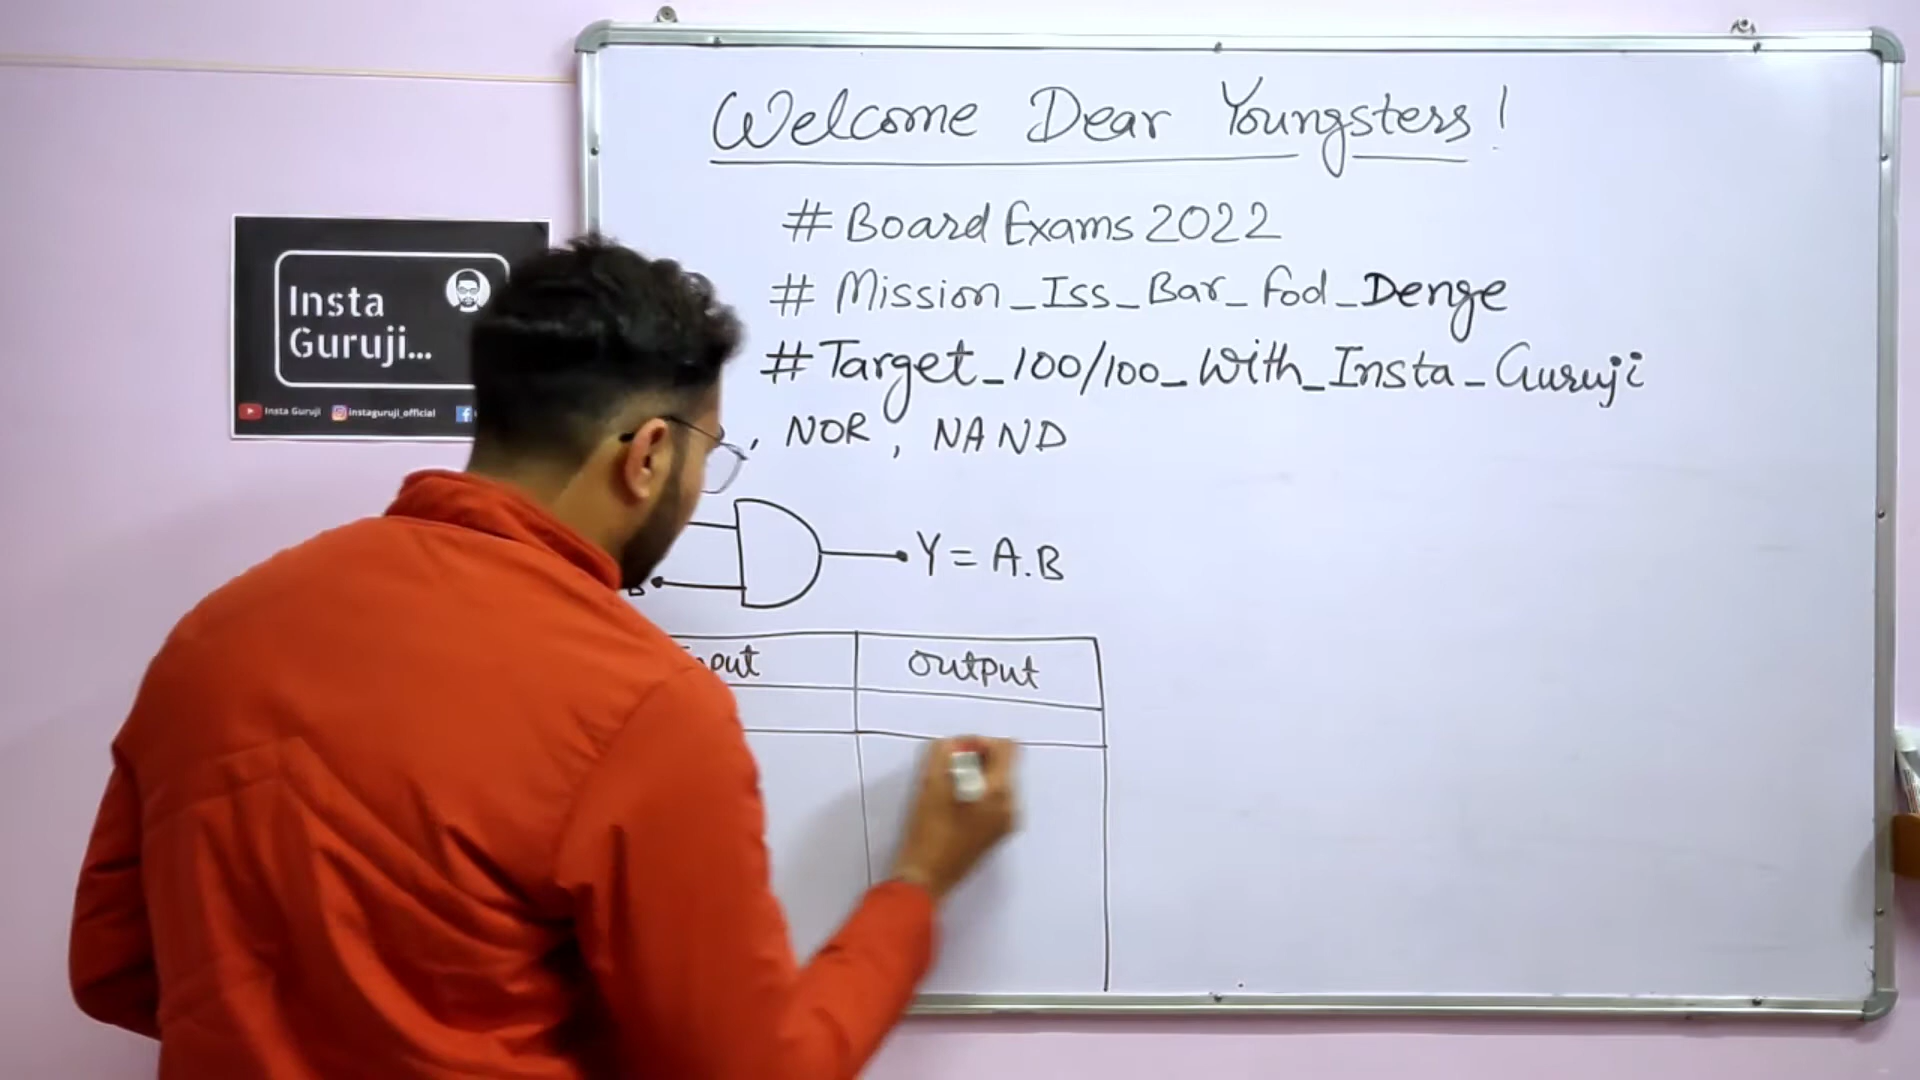 Welcome Dear Youngsters!
# Board Exams 2022
# Mission_Iss_Bar_Fod_Denge
#Target_100/100_With_Insta_Guruji
, NOR, NAND
Insta
Guruji...
Insta Guruji
instaguruji_official
B
Y = A.B
Output